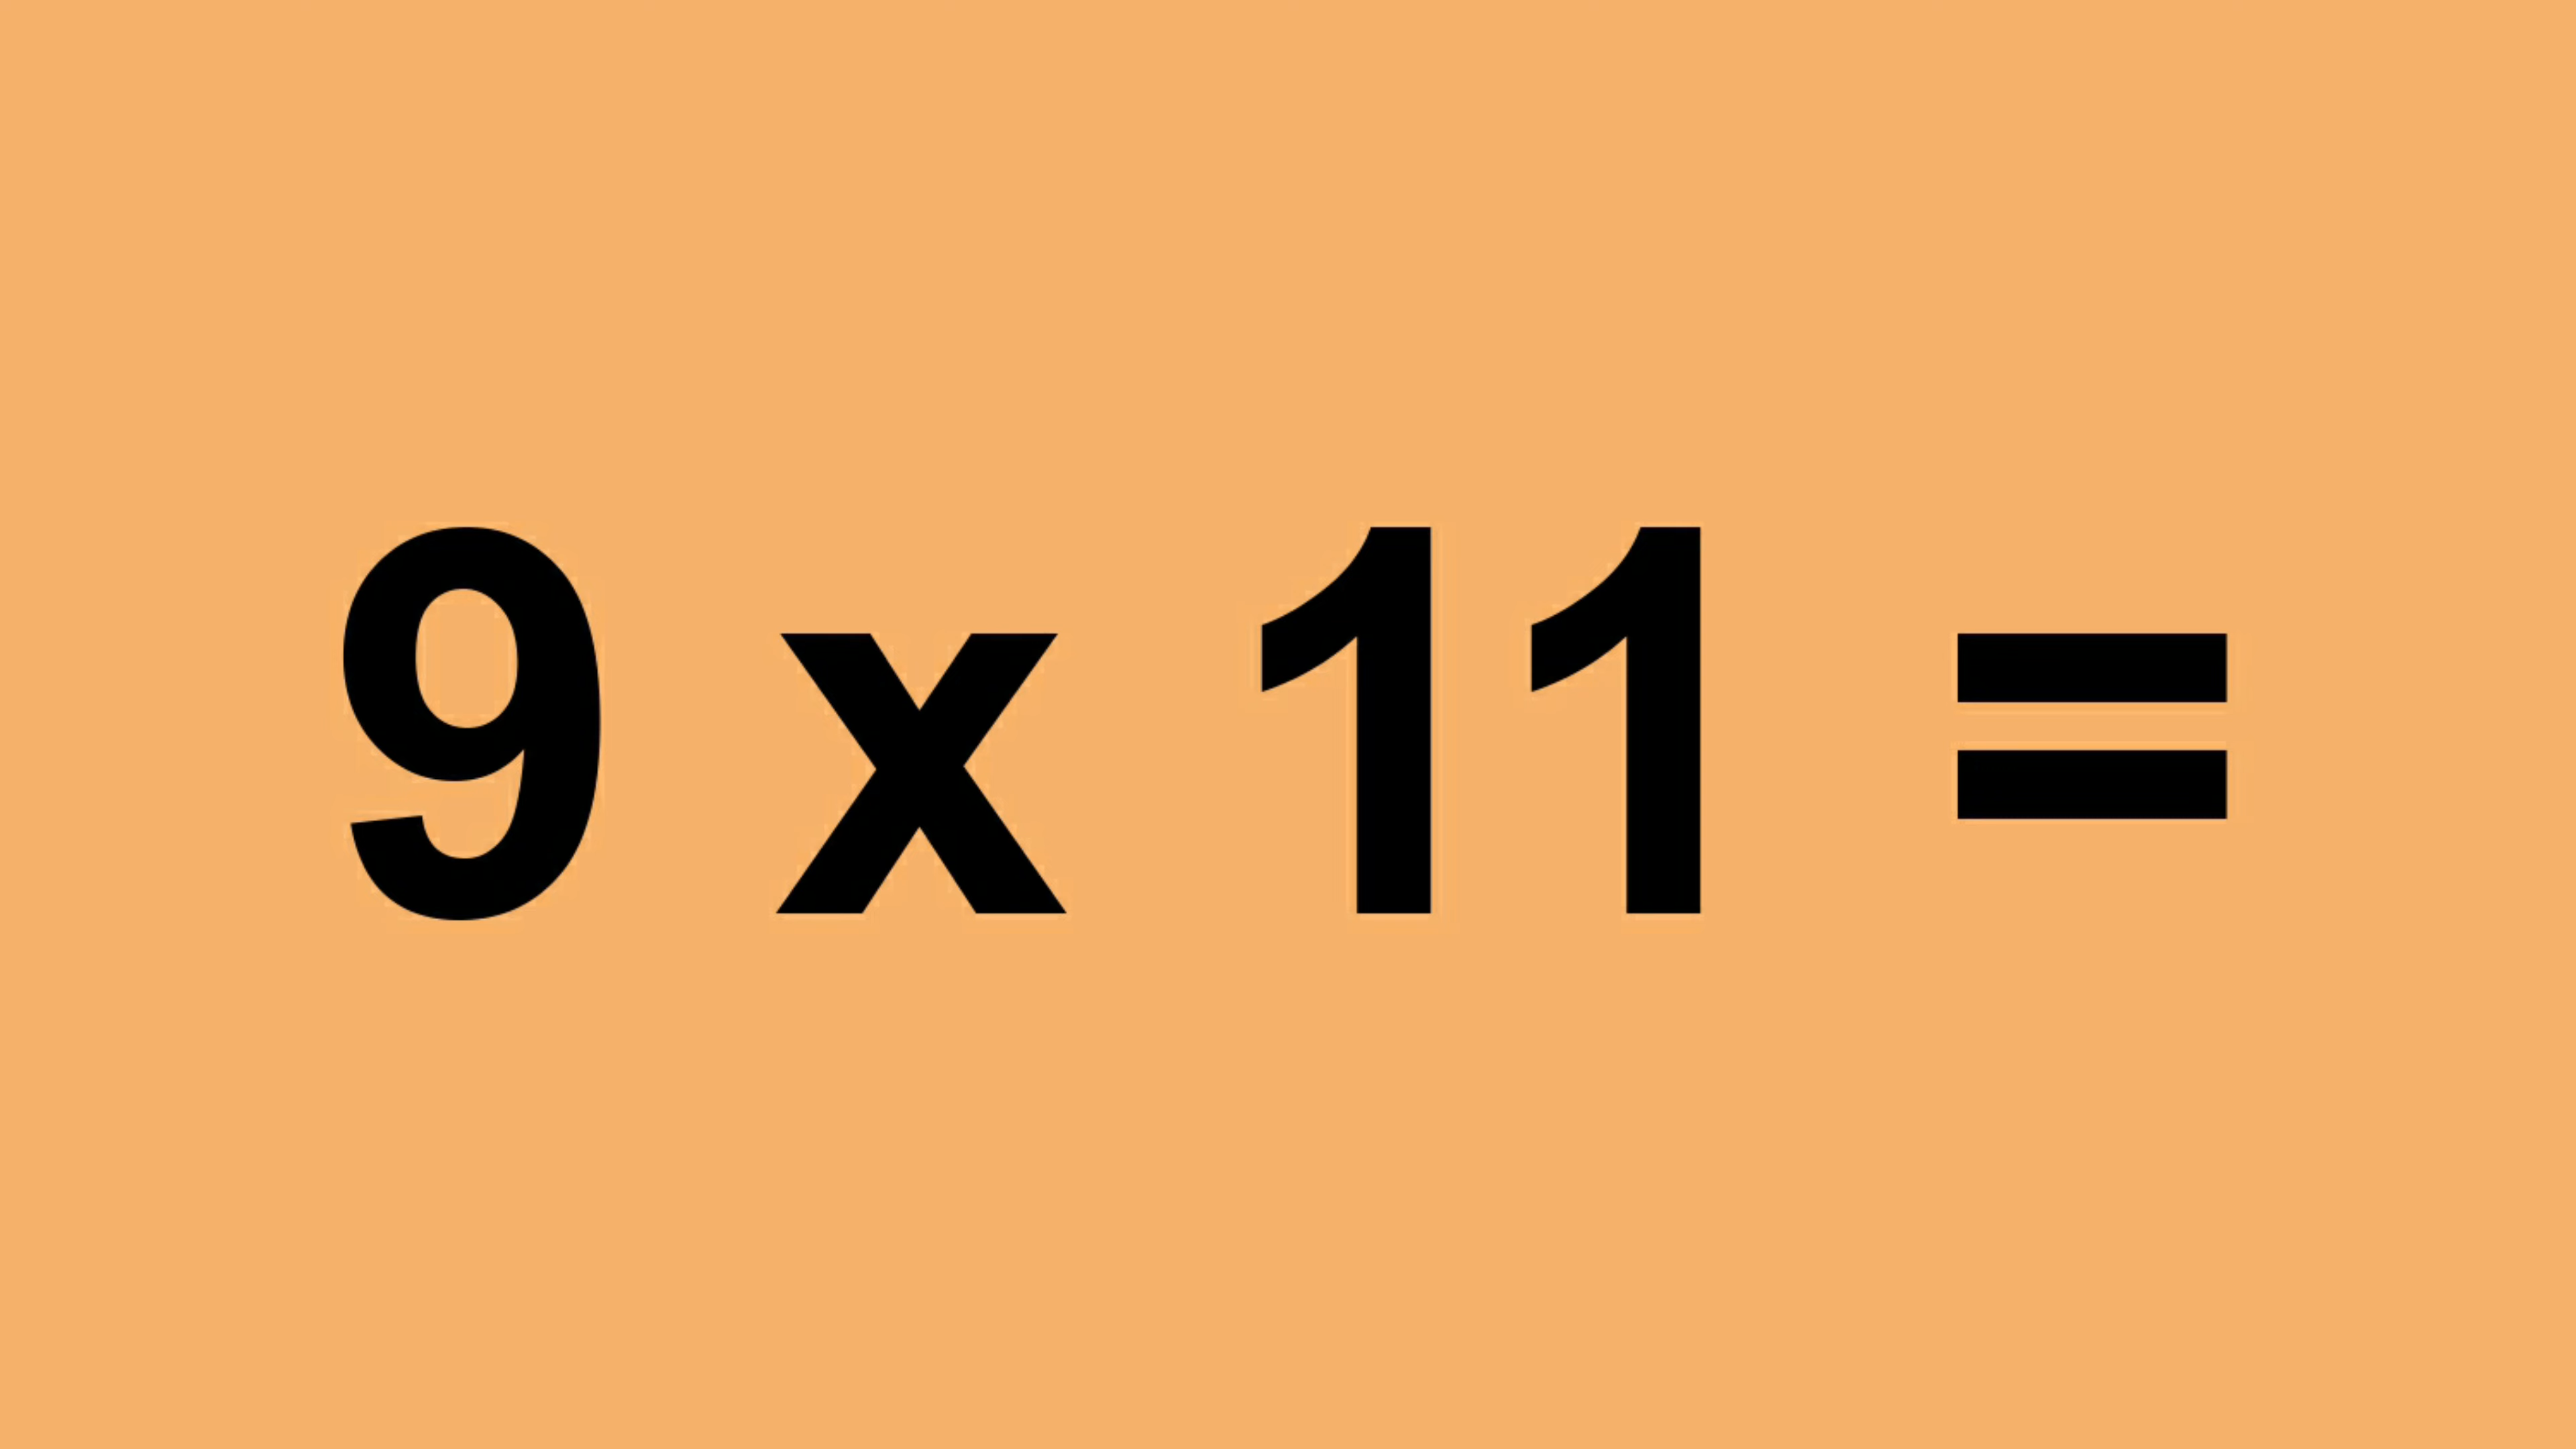 9 x 11 =